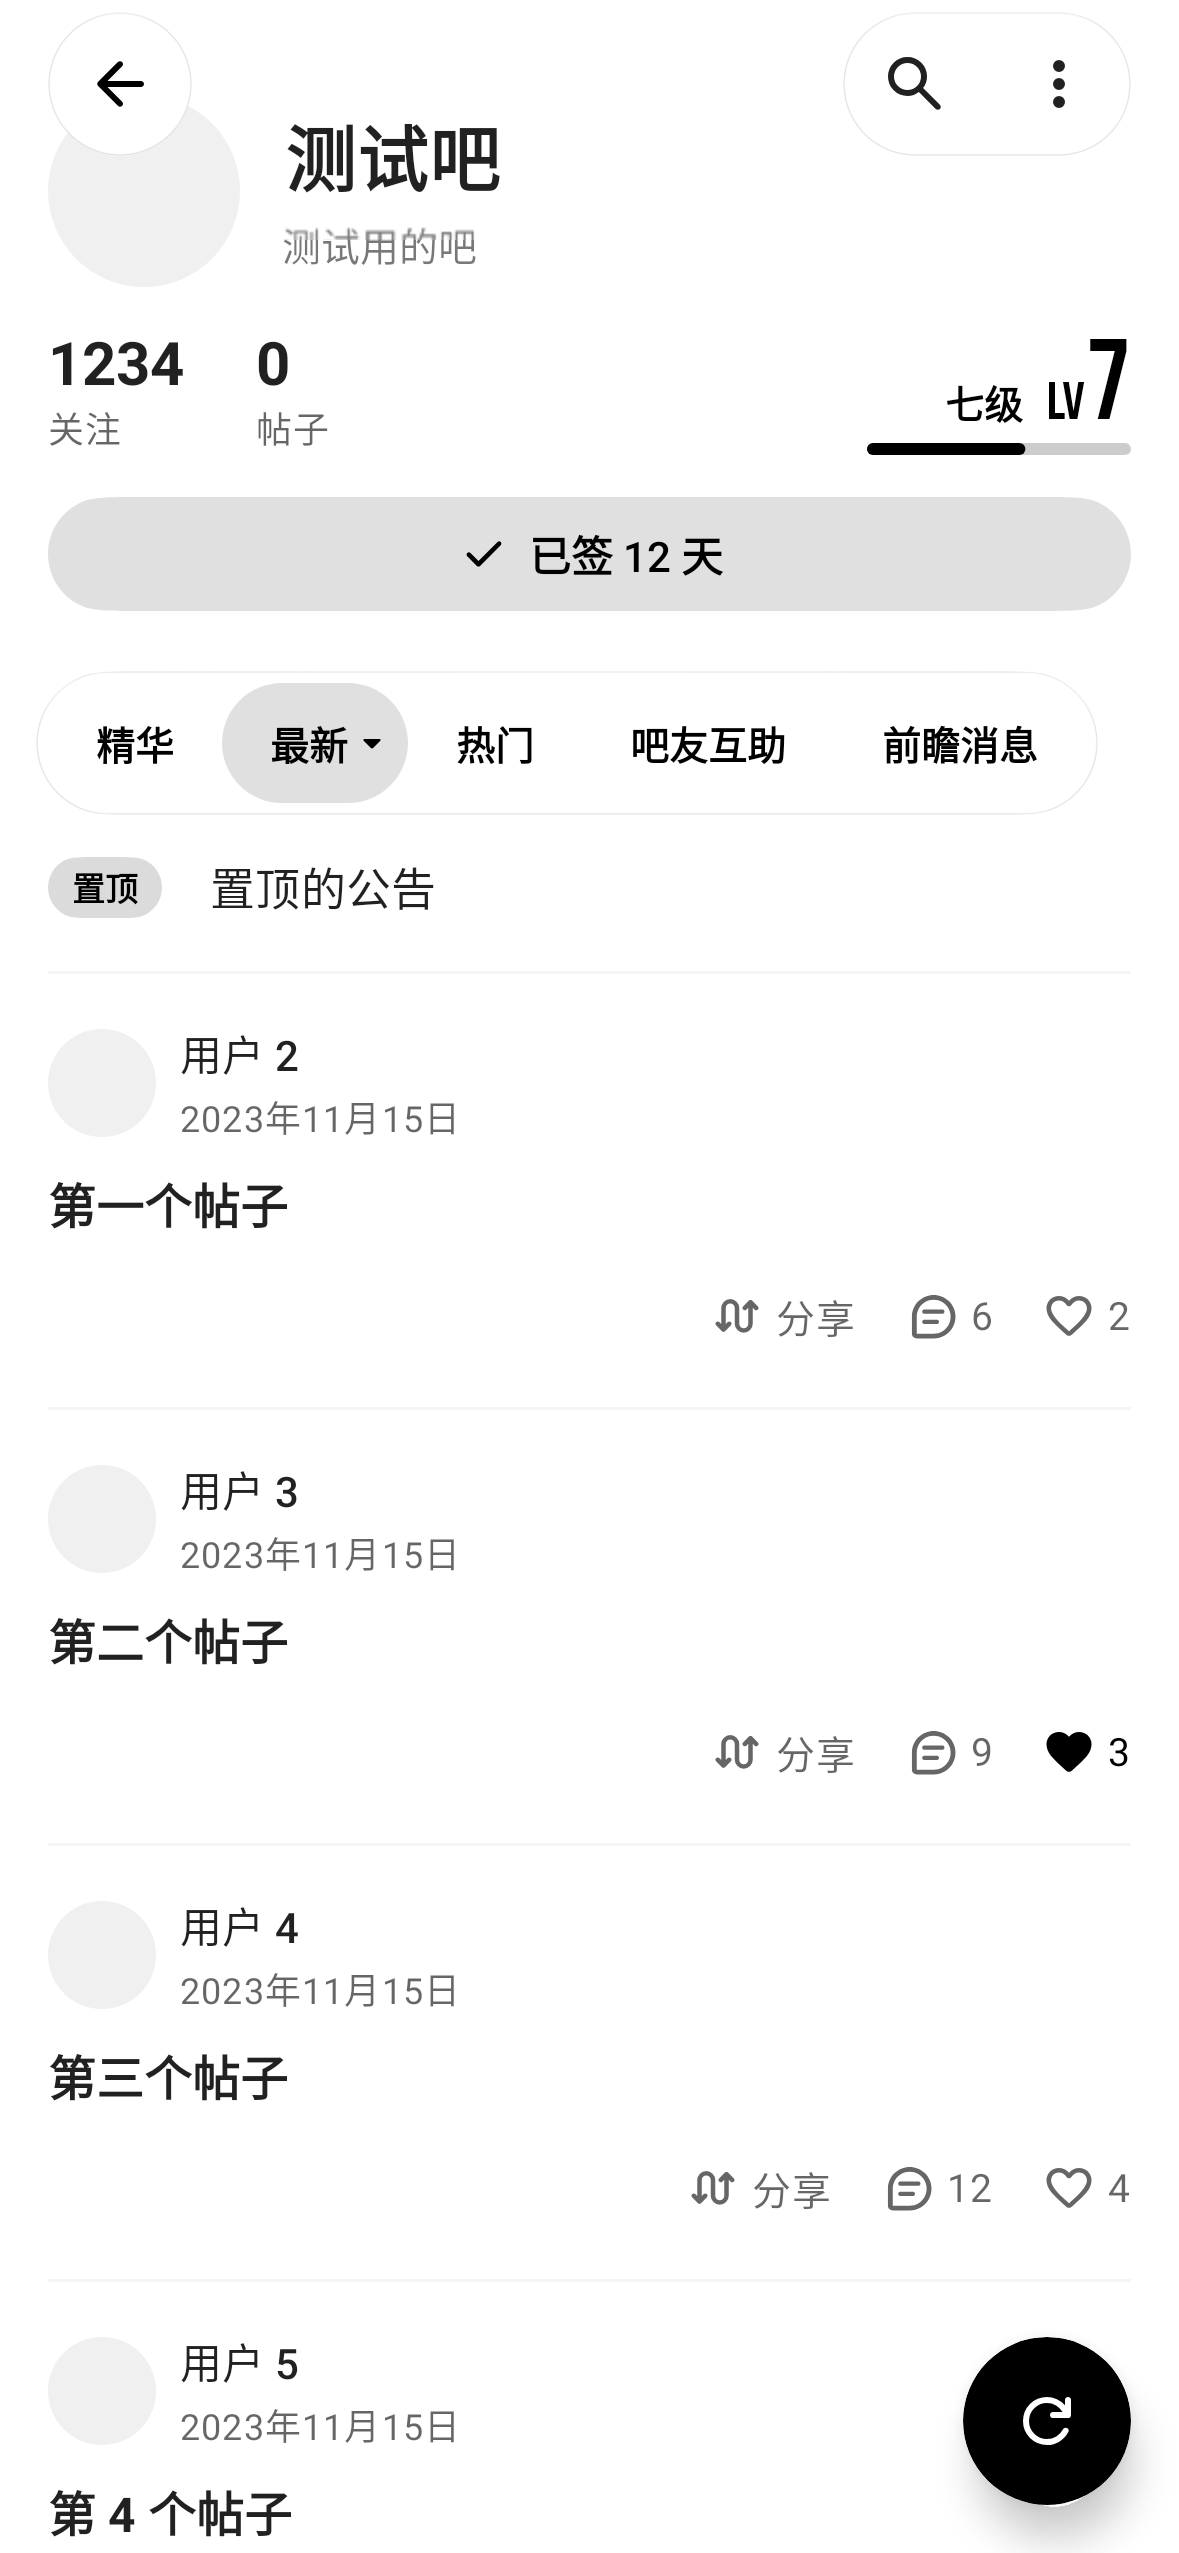 测试吧
测试用的吧
1234 0
关注 帖子
七级 LV7
已签 12 天
精华 最新 热门 吧友互助 前瞻消息
置顶 置顶的公告
用户 2
2023年11月15日
第一个帖子
分享 6 2
用户 3
2023年11月15日
第二个帖子
分享 9 3
用户 4
2023年11月15日
第三个帖子
分享 12 4
用户 5
2023年11月15日
第 4 个帖子